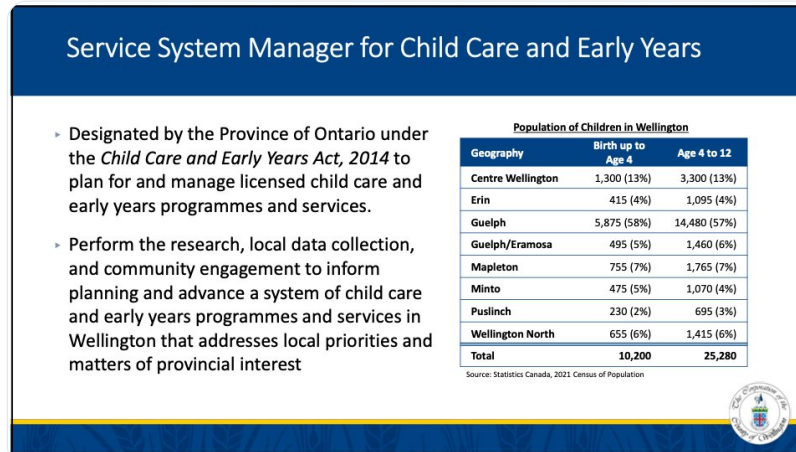 Service System Manager for Child Care and Early Years
▸ Designated by the Province of Ontario under
the Child Care and Early Years Act, 2014 to
plan for and manage licensed child care and
early years programmes and services.
▸ Perform the research, local data collection,
and community engagement to inform
planning and advance a system of child care
and early years programmes and services in
Wellington that addresses local priorities and
matters of provincial interest
Population of Children in Wellington
Geography Birth up to Age 4 Age 4 to 12
Centre Wellington 1,300 (13%) 3,300 (13%)
Erin 415 (4%) 1,095 (4%)
Guelph 5,875 (58%) 14,480 (57%)
Guelph/Eramosa 495 (5%) 1,460 (6%)
Mapleton 755 (7%) 1,765 (7%)
Minto 475 (5%) 1,070 (4%)
Puslinch 230 (2%) 695 (3%)
Wellington North 655 (6%) 1,415 (6%)
Total 10,200 25,280
Source: Statistics Canada, 2021 Census of Population
The Corporation of the
County of Wellington